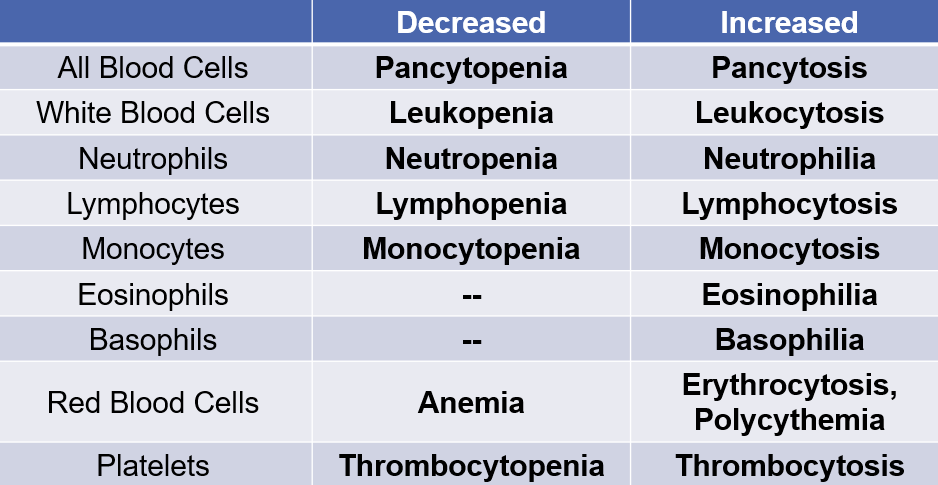 Decreased Increased
All Blood Cells Pancytopenia Pancytosis
White Blood Cells Leukopenia Leukocytosis
Neutrophils Neutropenia Neutrophilia
Lymphocytes Lymphopenia Lymphocytosis
Monocytes Monocytopenia Monocytosis
Eosinophils -- Eosinophilia
Basophils -- Basophilia
Red Blood Cells Anemia Erythrocytosis,
Polycythemia
Platelets Thrombocytopenia Thrombocytosis